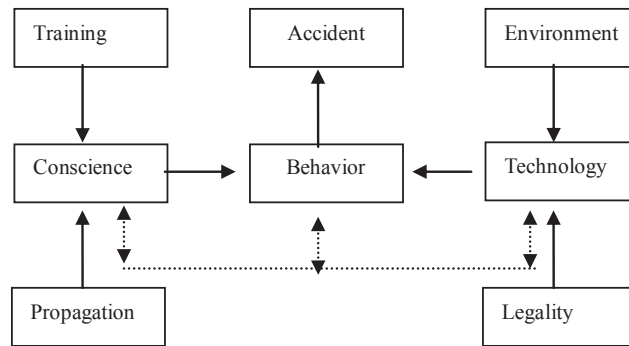 Training
Accident
Environment
Conscience
Behavior
Technology
Propagation
Legality